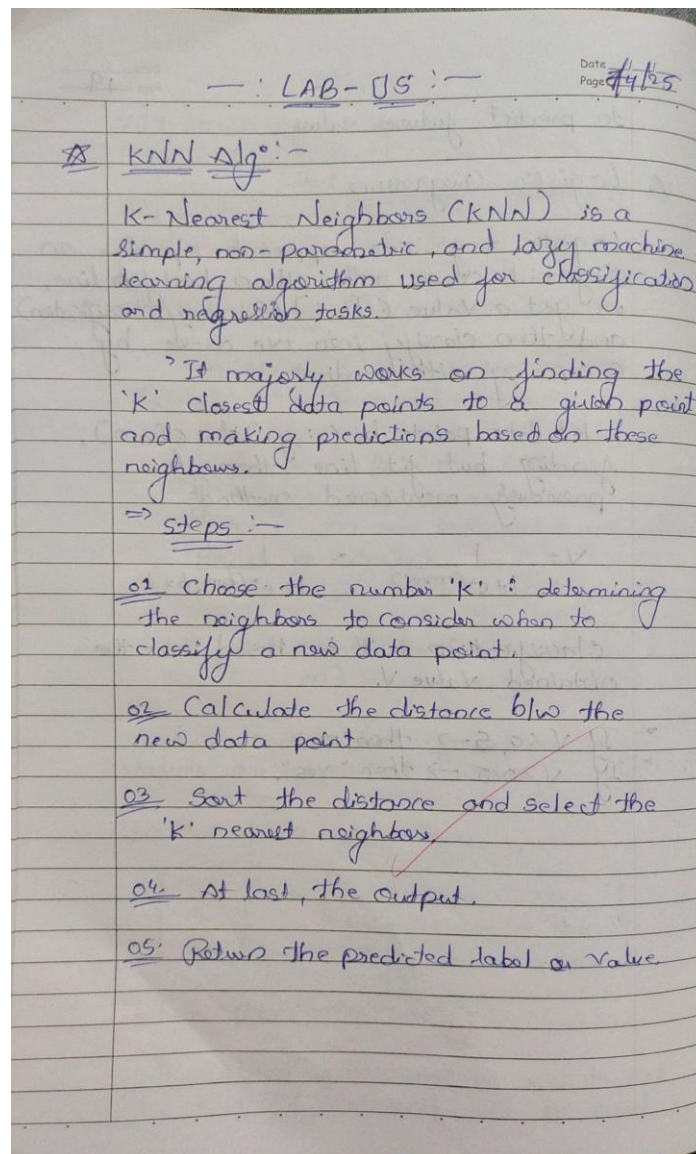 —: LAB-05 :—
Date
Page /4/25
KNN Algo:-
K-Nearest Neighbors (KNN) is a
simple, non-parametric, and lazy machine
learning algorithm used for classification
and regression tasks.
It majorly works on finding the
'K' closest data points to a given point
and making predictions based on these
neighbours.
=> Steps :—
01 Choose the number 'K' : determining
the neighbors to consider when to
classify a new data point.
02 Calculate the distance b/w the
new data point
03 Sort the distance and select the
'K' nearest neighbors
04. At last, the output.
05. Return the predicted label or value